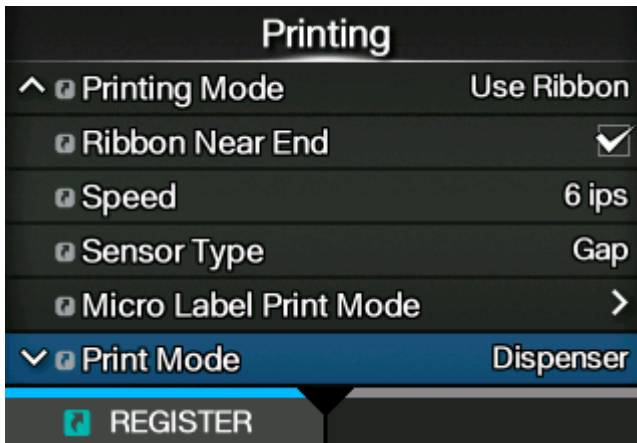 Printing
Printing Mode Use Ribbon
Ribbon Near End
Speed 6 ips
Sensor Type Gap
Micro Label Print Mode
Print Mode Dispenser
REGISTER